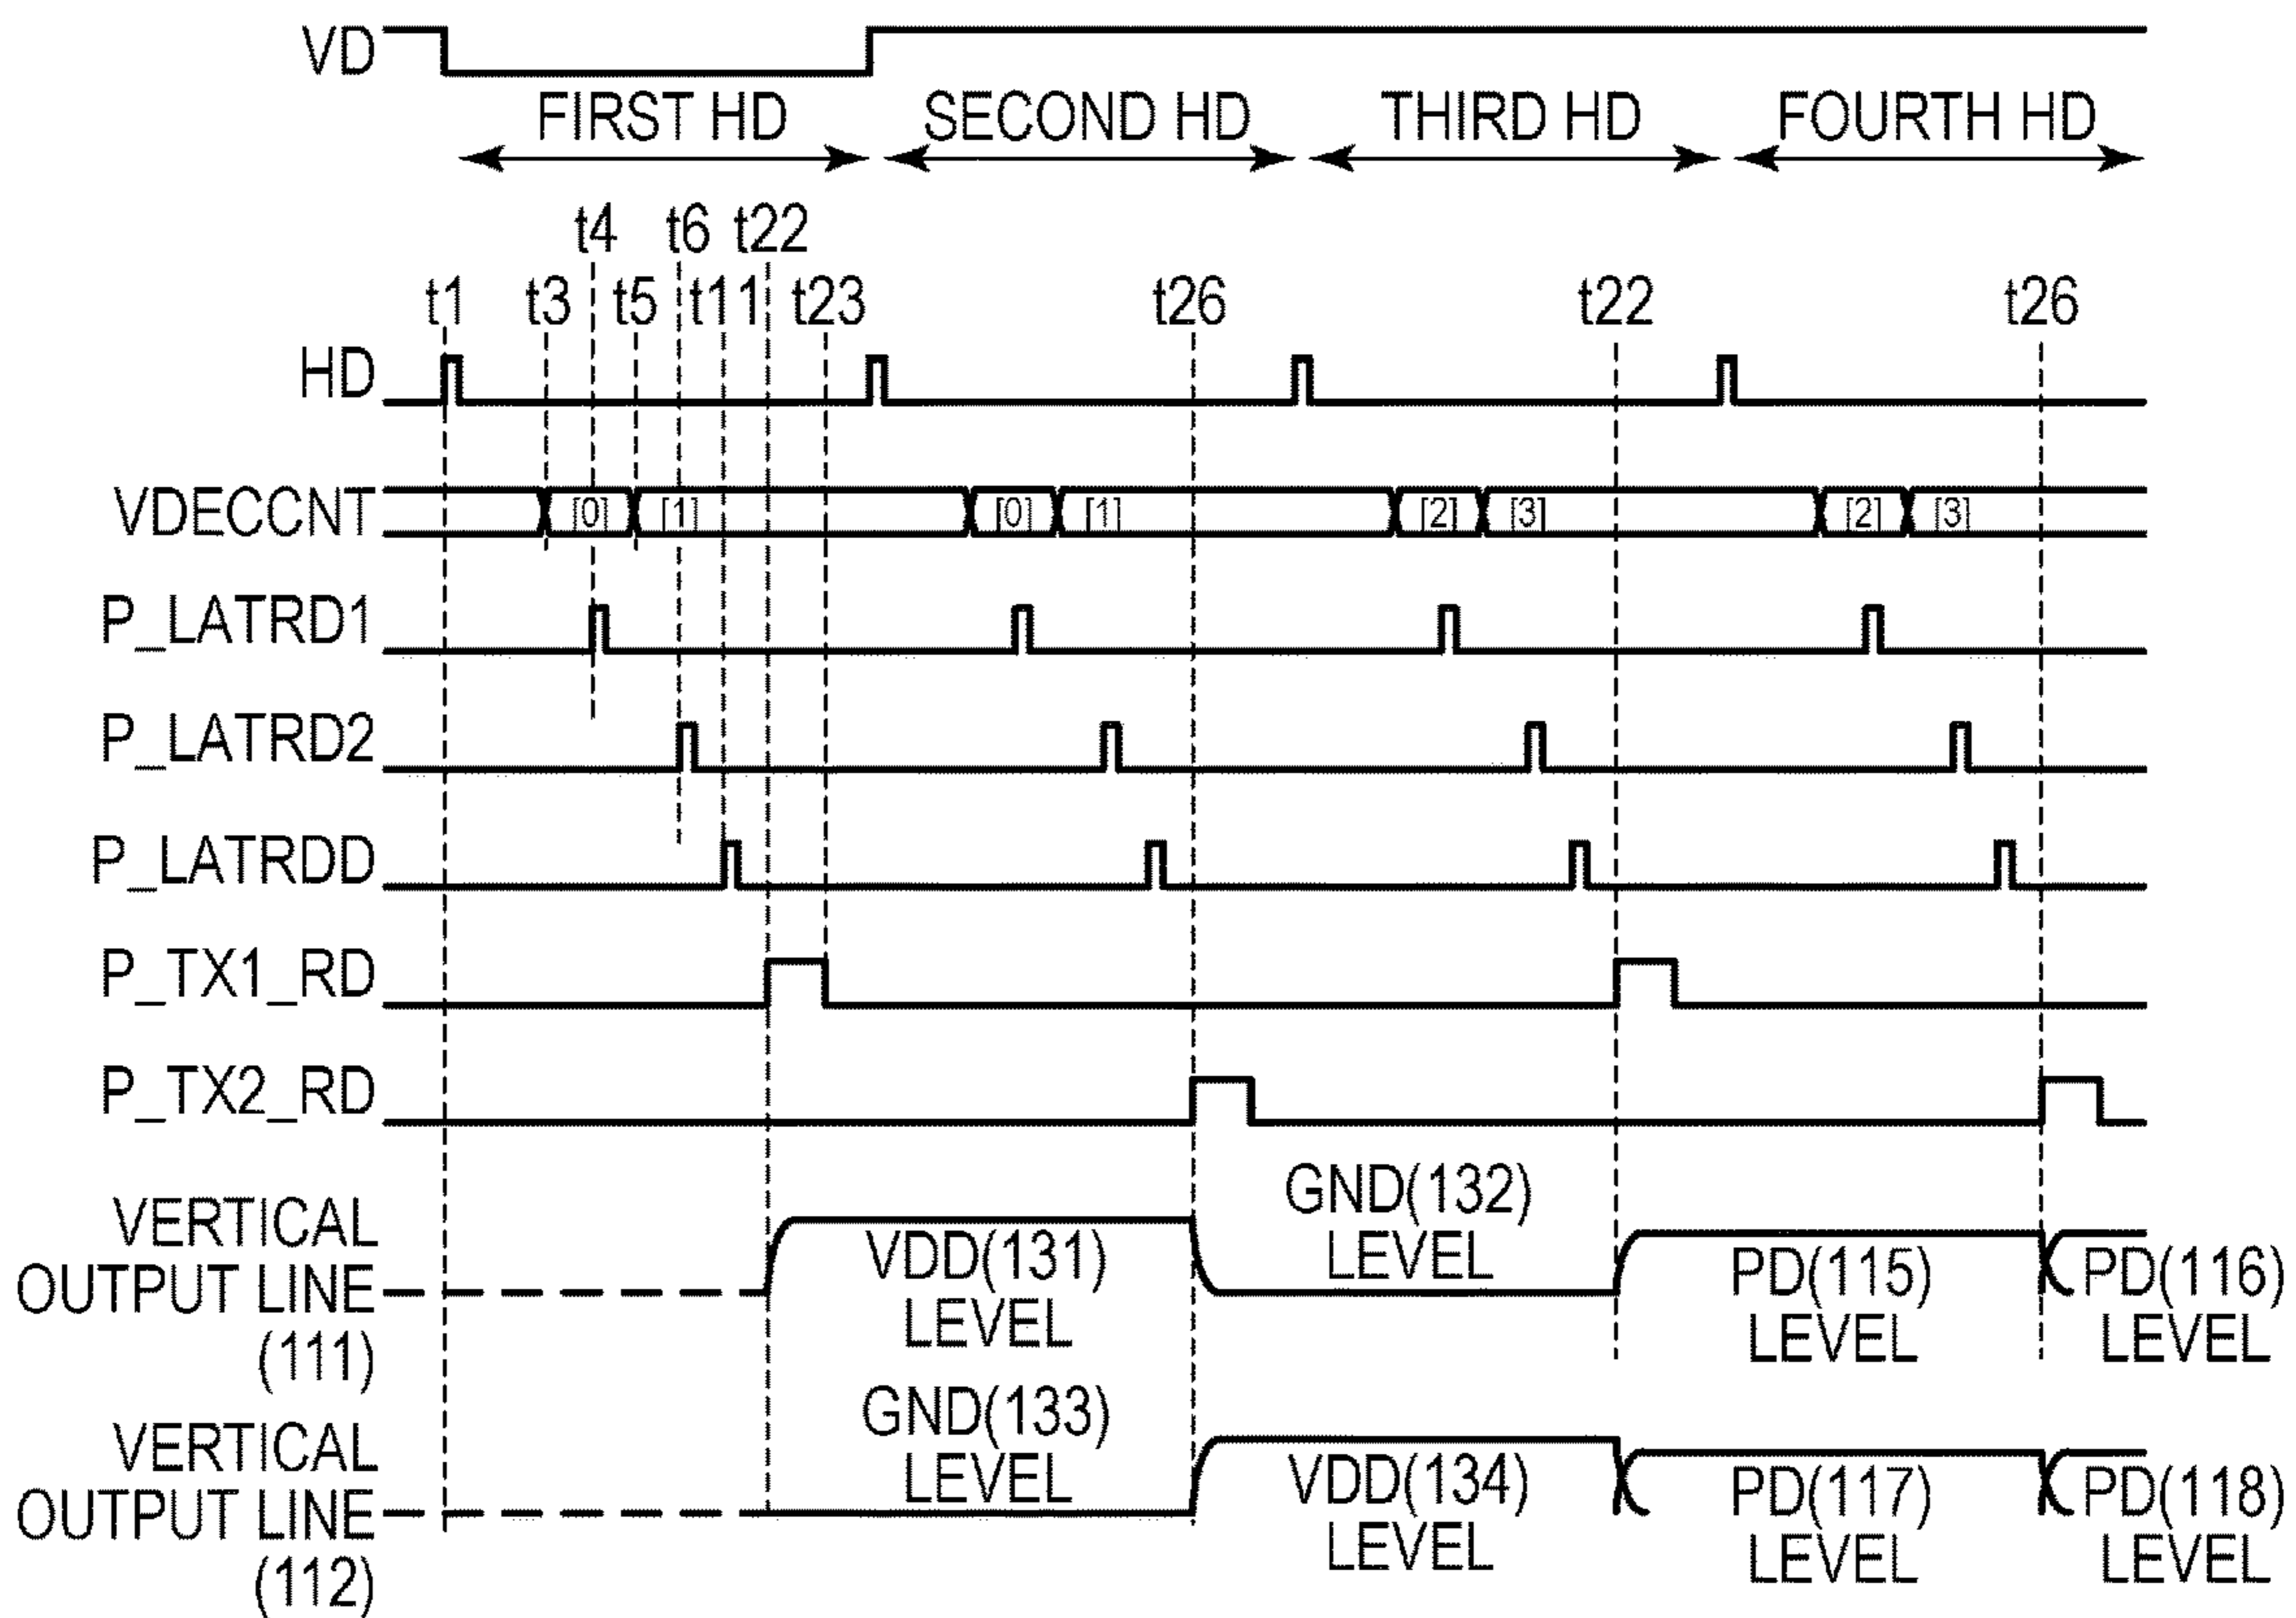 VD
FIRST HD
SECOND HD
THIRD HD
FOURTH HD
t4
t6
t22
t1
t3
t5
t11
t23
t26
t22
t26
HD
VDECCNT
[0]
[1]
[0]
[1]
[2]
[3]
[2]
[3]
P_LATRD1
P_LATRD2
P_LATRDD
P_TX1_RD
P_TX2_RD
VERTICAL
OUTPUT LINE
(111)
VDD(131)
LEVEL
GND(132)
LEVEL
PD(115)
LEVEL
PD(116)
LEVEL
VERTICAL
OUTPUT LINE
(112)
GND(133)
LEVEL
VDD(134)
LEVEL
PD(117)
LEVEL
PD(118)
LEVEL